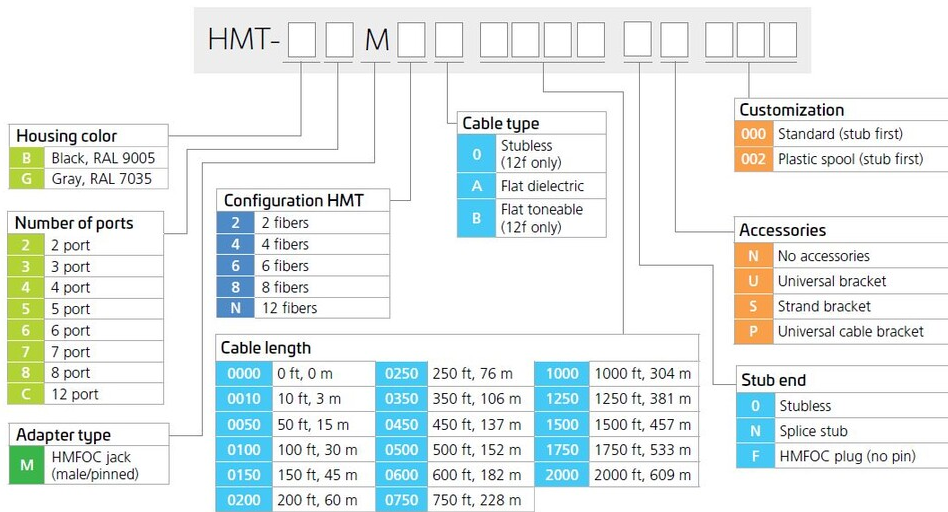 HMT- M
Housing color
B Black, RAL 9005
G Gray, RAL 7035
Number of ports
2 2 port
3 3 port
4 4 port
5 5 port
6 6 port
7 7 port
8 8 port
C 12 port
Adapter type
M HMFOC jack
(male/pinned)
Configuration HMT
2 2 fibers
4 4 fibers
6 6 fibers
8 8 fibers
N 12 fibers
Cable type
0 Stubless
(12f only)
A Flat dielectric
B Flat toneable
(12f only)
Cable length
0000 0 ft, 0 m 0250 250 ft, 76 m 1000 1000 ft, 304 m
0010 10 ft, 3 m 0350 350 ft, 106 m 1250 1250 ft, 381 m
0050 50 ft, 15 m 0450 450 ft, 137 m 1500 1500 ft, 457 m
0100 100 ft, 30 m 0500 500 ft, 152 m 1750 1750 ft, 533 m
0150 150 ft, 45 m 0600 600 ft, 182 m 2000 2000 ft, 609 m
0200 200 ft, 60 m 0750 750 ft, 228 m
Customization
000 Standard (stub first)
002 Plastic spool (stub first)
Accessories
N No accessories
U Universal bracket
S Strand bracket
P Universal cable bracket
Stub end
0 Stubless
N Splice stub
F HMFOC plug (no pin)